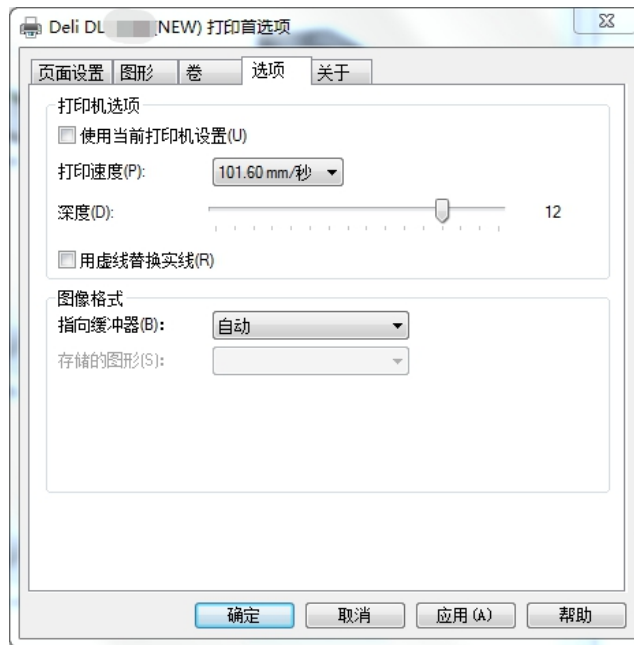 Deli DL (NEW) 打印首选项
页面设置 图形 卷 选项 关于
打印机选项
使用当前打印机设置(U)
打印速度(P): 101.60 mm/秒
深度(D): 12
用虚线替换实线(R)
图像格式
指向缓冲器(B): 自动
存储的图形(S):
确定 取消 应用(A) 帮助